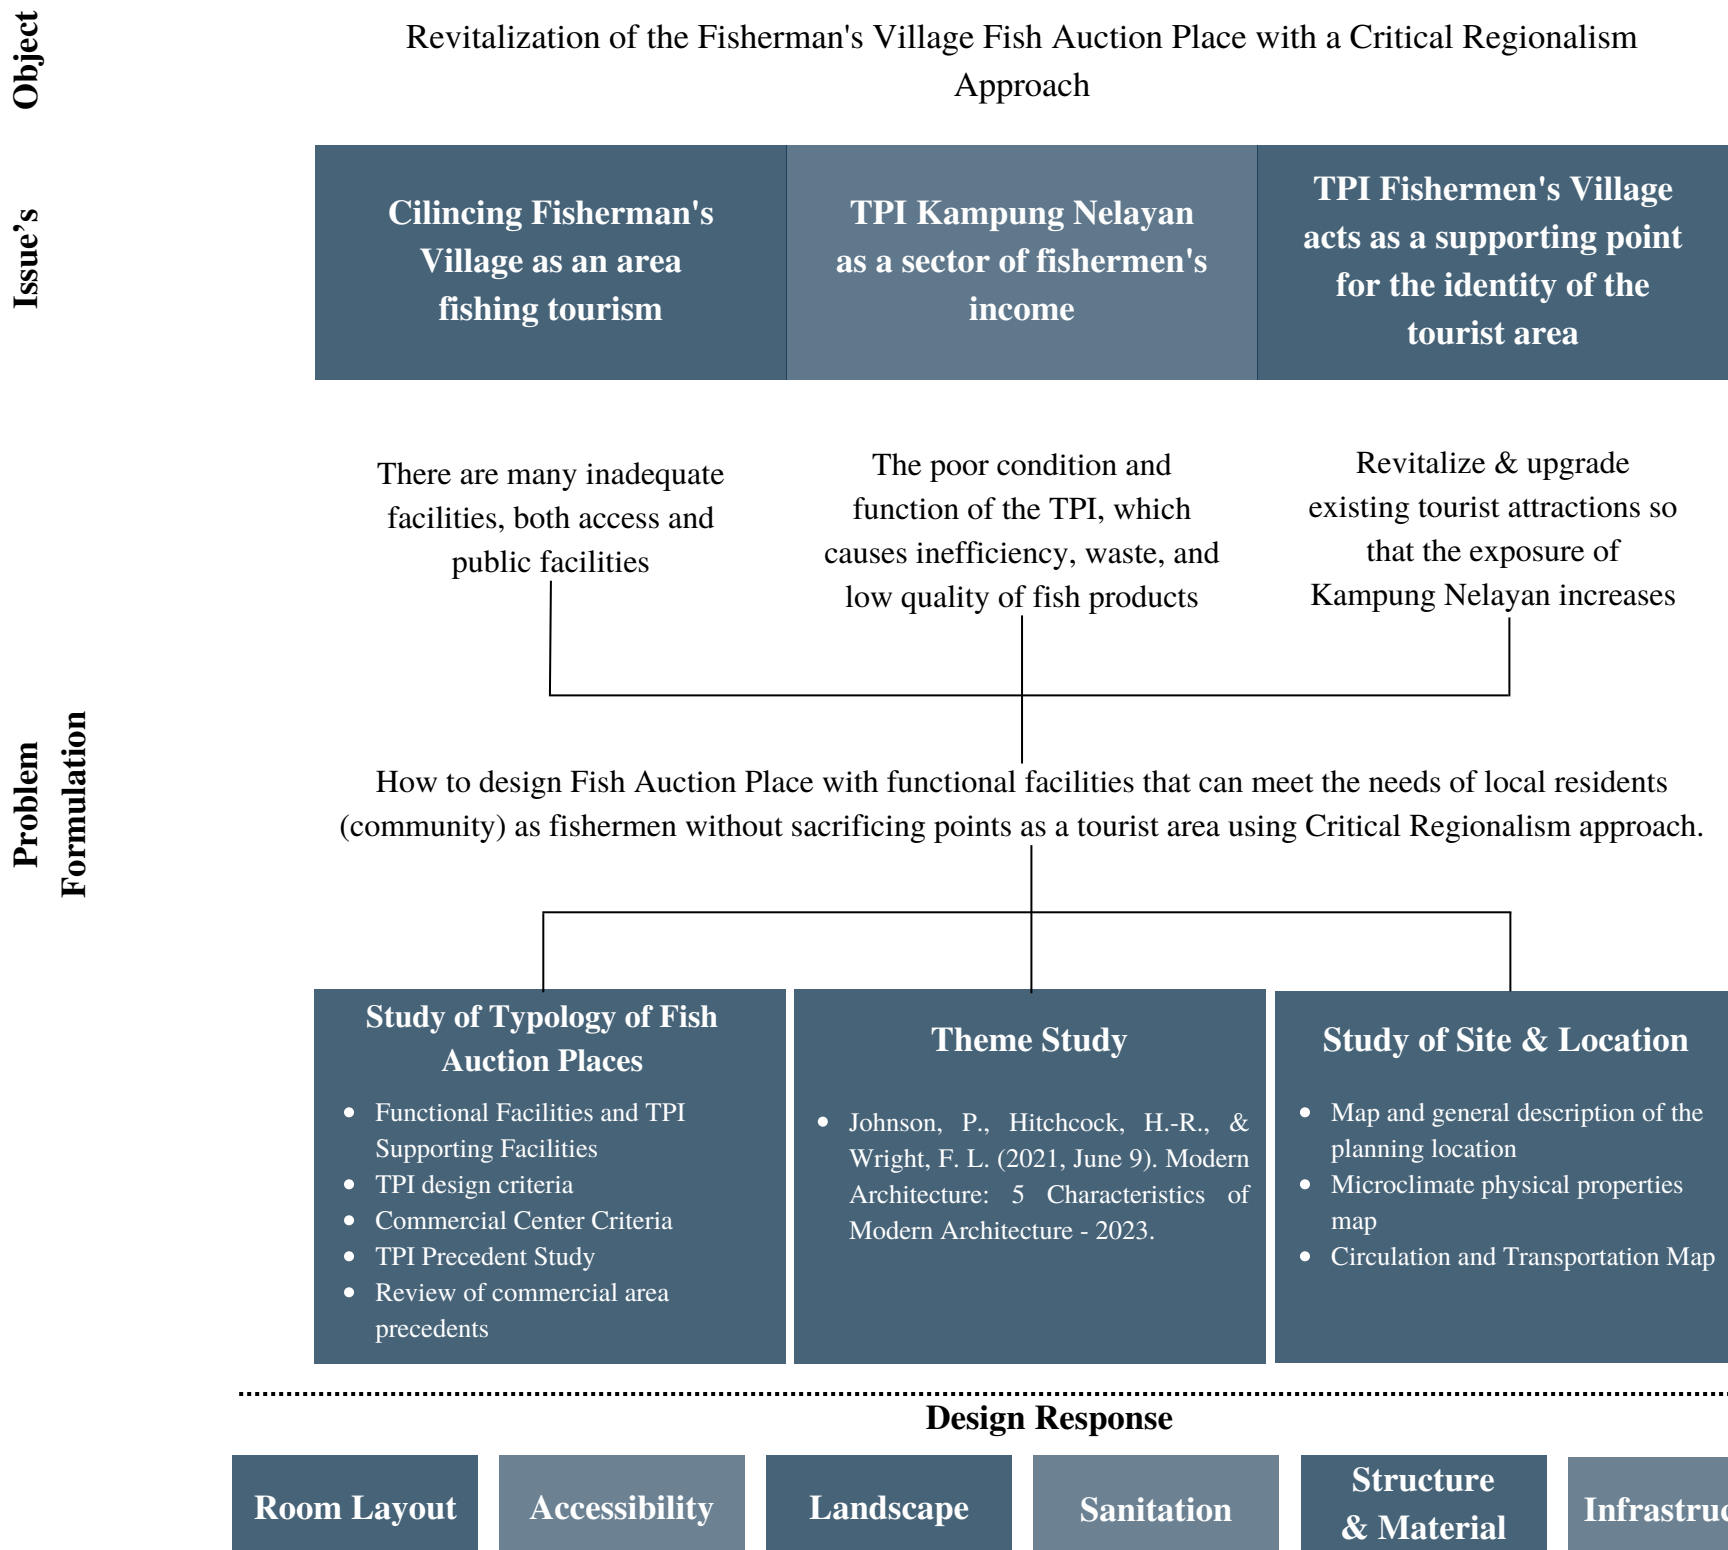 Object
Revitalization of the Fisherman's Village Fish Auction Place with a Critical Regionalism
Approach
Issue's
Cilincing Fisherman's
Village as an area
fishing tourism
TPI Kampung Nelayan
as a sector of fishermen's
income
TPI Fishermen's Village
acts as a supporting point
for the identity of the
tourist area
There are many inadequate
facilities, both access and
public facilities
The poor condition and
function of the TPI, which
causes inefficiency, waste, and
low quality of fish products
Revitalize & upgrade
existing tourist attractions so
that the exposure of
Kampung Nelayan increases
Problem
Formulation
How to design Fish Auction Place with functional facilities that can meet the needs of local residents
(community) as fishermen without sacrificing points as a tourist area using Critical Regionalism approach.
Study of Typology of Fish
Auction Places
• Functional Facilities and TPI
Supporting Facilities
• TPI design criteria
• Commercial Center Criteria
• TPI Precedent Study
• Review of commercial area
precedents
Theme Study
• Johnson, P., Hitchcock, H.-R., &
Wright, F. L. (2021, June 9). Modern
Architecture: 5 Characteristics of
Modern Architecture - 2023.
Study of Site & Location
• Map and general description of the
planning location
• Microclimate physical properties
map
• Circulation and Transportation Map
Design Response
Room Layout
Accessibility
Landscape
Sanitation
Structure
& Material